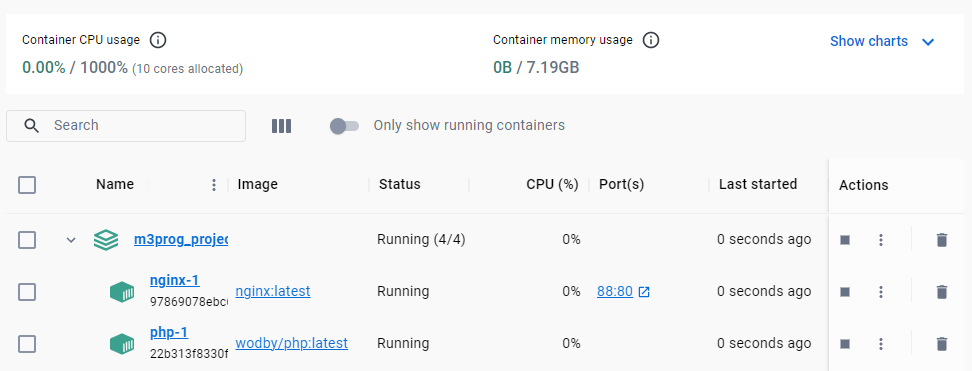 Container CPU usage Container memory usage Show charts
0.00% / 1000% (10 cores allocated) 0B / 7.19GB
Search Only show running containers
Name Image Status CPU (%) Port(s) Last started Actions
m3prog_projec Running (4/4) 0% 0 seconds ago
nginx-1
97869078ebc nginx:latest Running 0% 88:80 0 seconds ago
php-1
22b313f8330f wodby/php:latest Running 0% 0 seconds ago